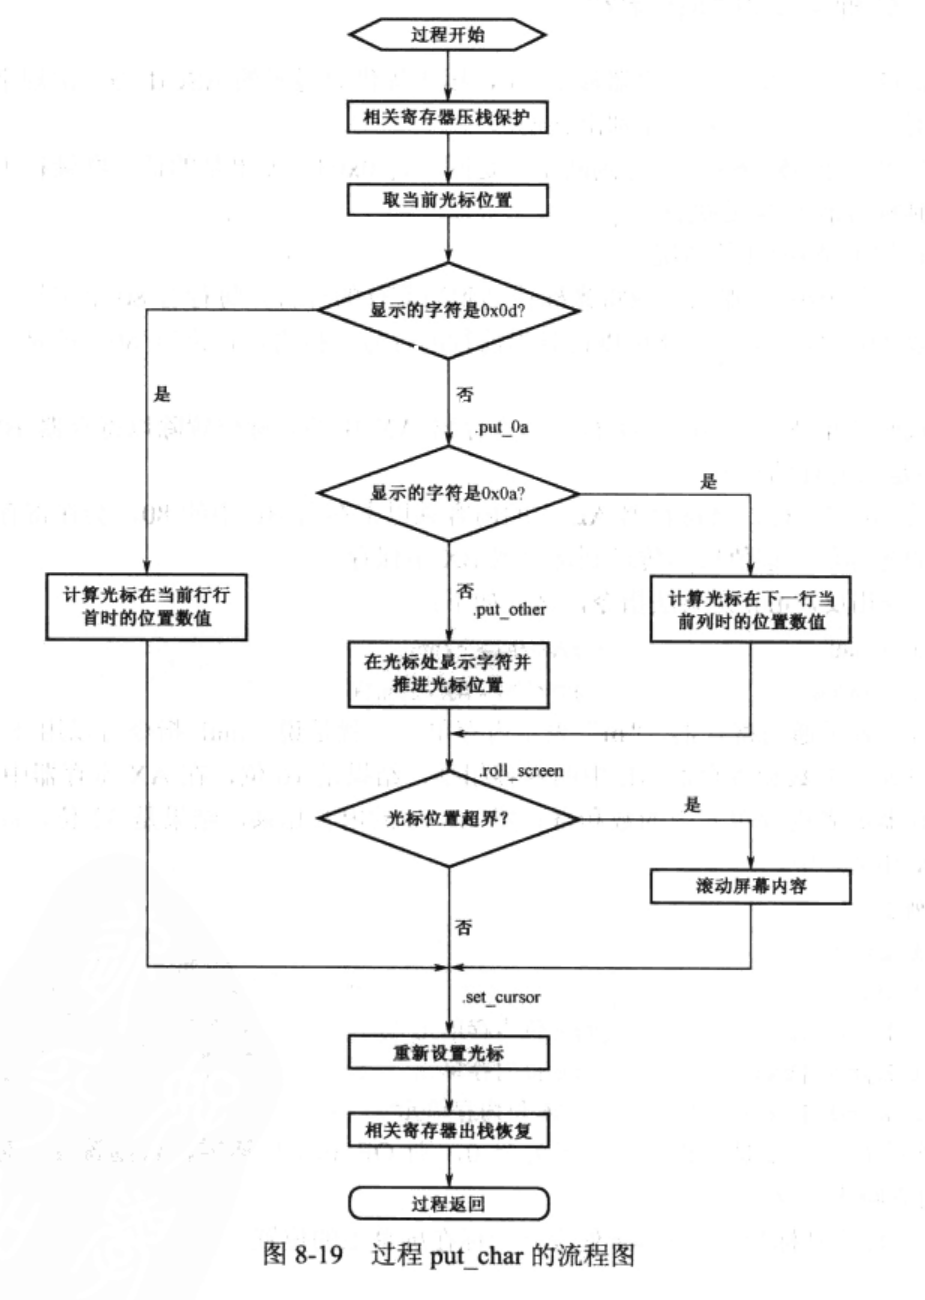 过程开始
相关寄存器压栈保护
取当前光标位置
显示的字符是0x0d?
是
否
.put_0a
显示的字符是0x0a?
是
否
.put_other
计算光标在当前行行
首时的位置数值
在光标处显示字符并
推进光标位置
计算光标在下一行当
前列时的位置数值
.roll_screen
光标位置超界?
是
滚动屏幕内容
否
.set_cursor
重新设置光标
相关寄存器出栈恢复
过程返回
图 8-19 过程 put_char 的流程图